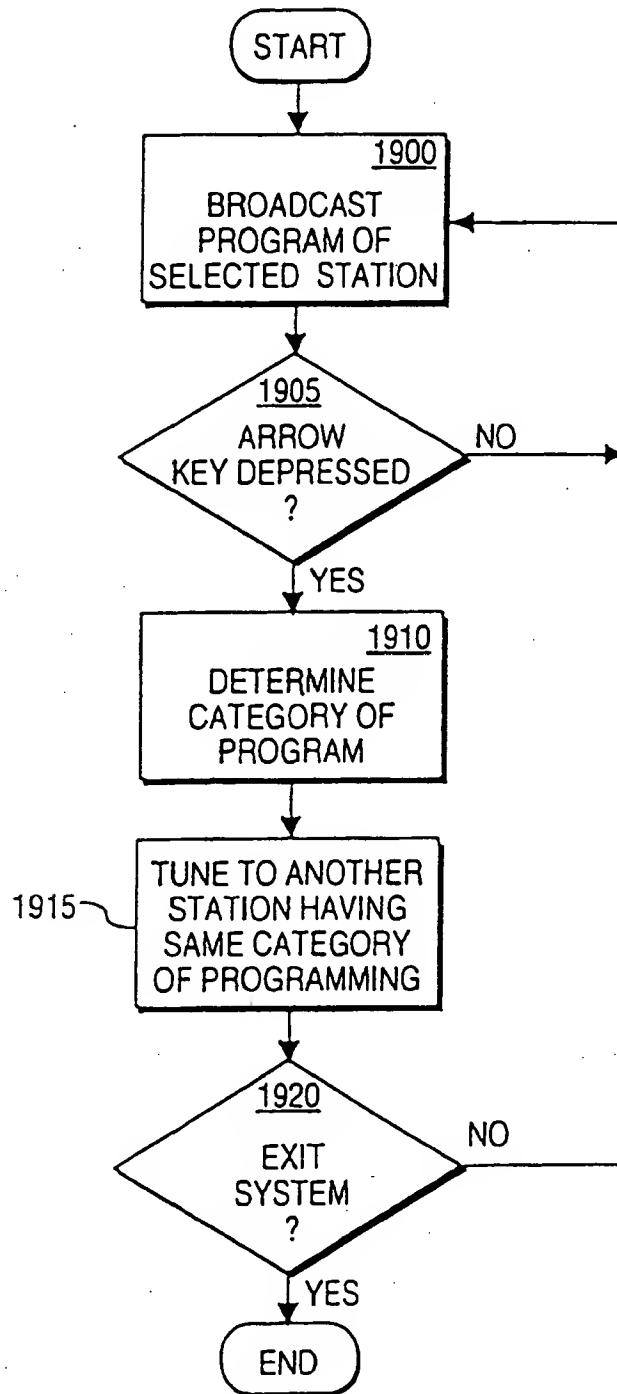 START
1900
BROADCAST
PROGRAM OF
SELECTED STATION
1905
ARROW
KEY DEPRESSED
?
NO
YES
1910
DETERMINE
CATEGORY OF
PROGRAM
1915
TUNE TO ANOTHER
STATION HAVING
SAME CATEGORY
OF PROGRAMMING
1920
EXIT
SYSTEM
?
NO
YES
END